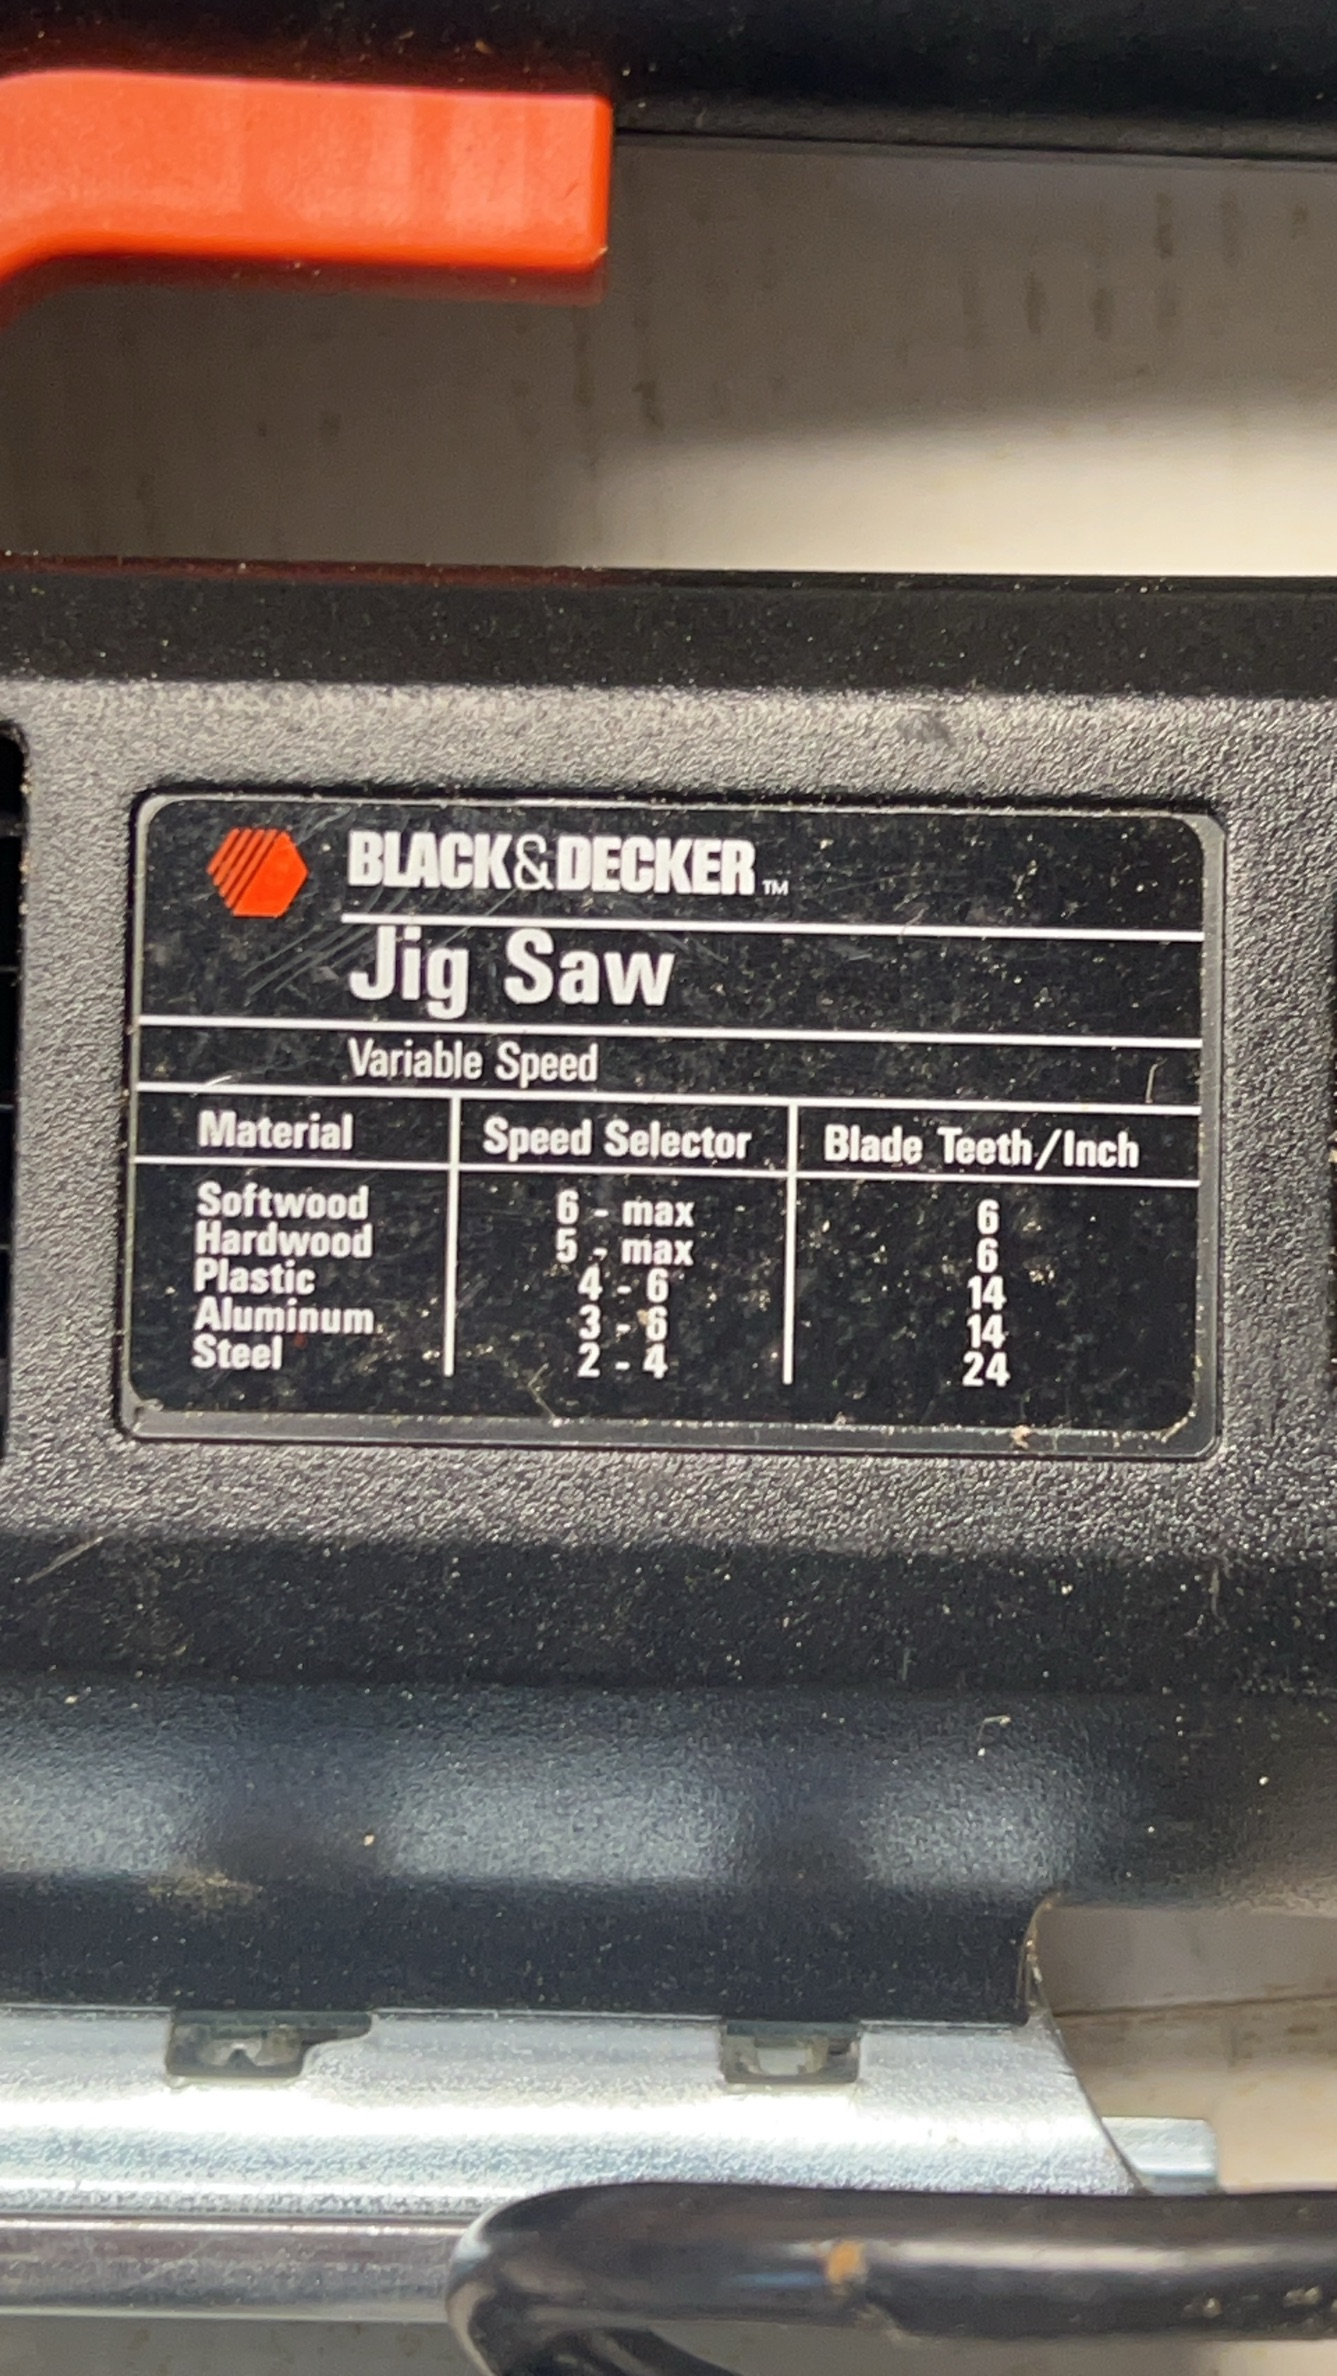 BLACK&DECKER™
Jig Saw
Variable Speed
Material Speed Selector Blade Teeth/Inch
Softwood 6 - max 6
Hardwood 5 - max 6
Plastic 4 - 6 14
Aluminum 3 - 6 14
Steel 2 - 4 24